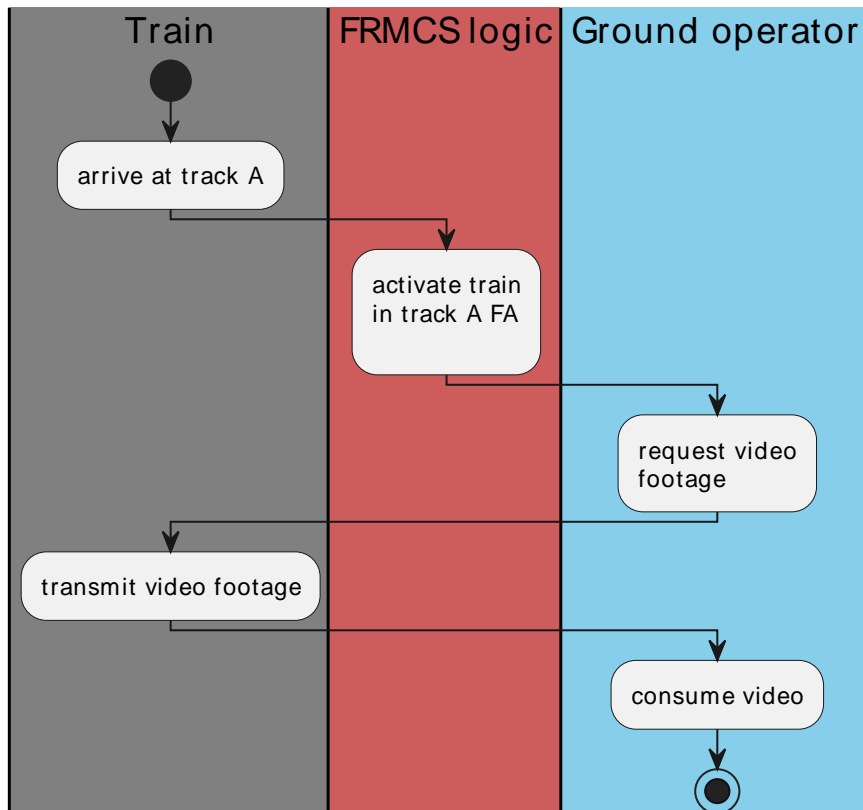 Train
FRMCS logic
Ground operator
arrive at track A
activate train
in track A FA
request video
footage
transmit video footage
consume video